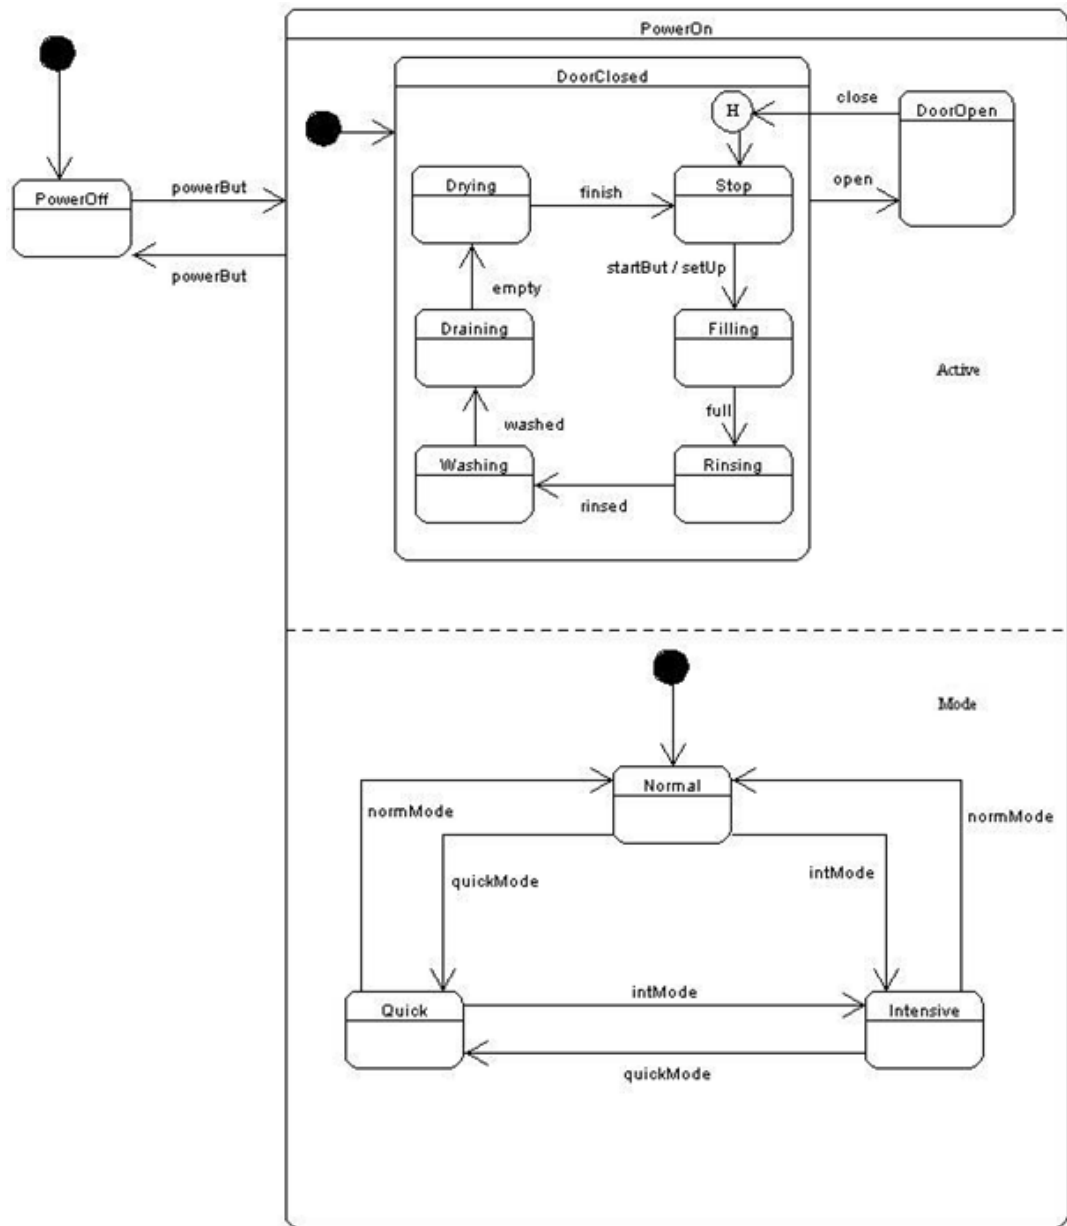 PowerOn
DoorClosed
H
close
DoorOpen
Drying
finish
Stop
open
PowerOff
powerBut
powerBut
startBut / setUp
empty
Draining
Filling
Active
full
washed
Washing
Rinsing
rinsed
Mode
Normal
normMode
normMode
quickMode
intMode
Quick
intMode
Intensive
quickMode